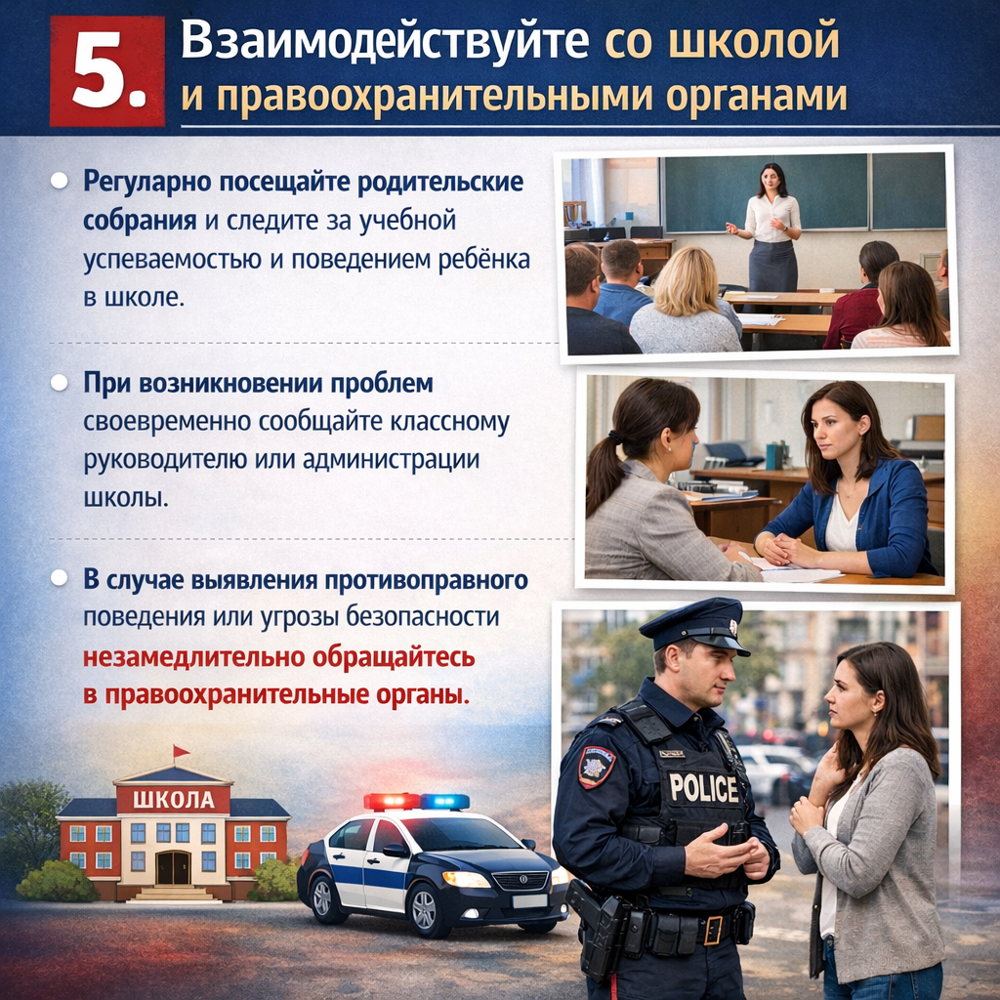 5.
Взаимодействуйте со школой
и правоохранительными органами
Регуларно посещайте родительские
собрания и следите за учебной
успеваемостью и поведением ребёнка
в школе.
При возникновении проблем
своевременно сообщайте классному
руководителю или администрации
школы.
В случае выявления противоправного
поведения или угрозы безопасности
незамедлительно обращайтесь
в правоохранительные органы.
ШКОЛА
POLICE